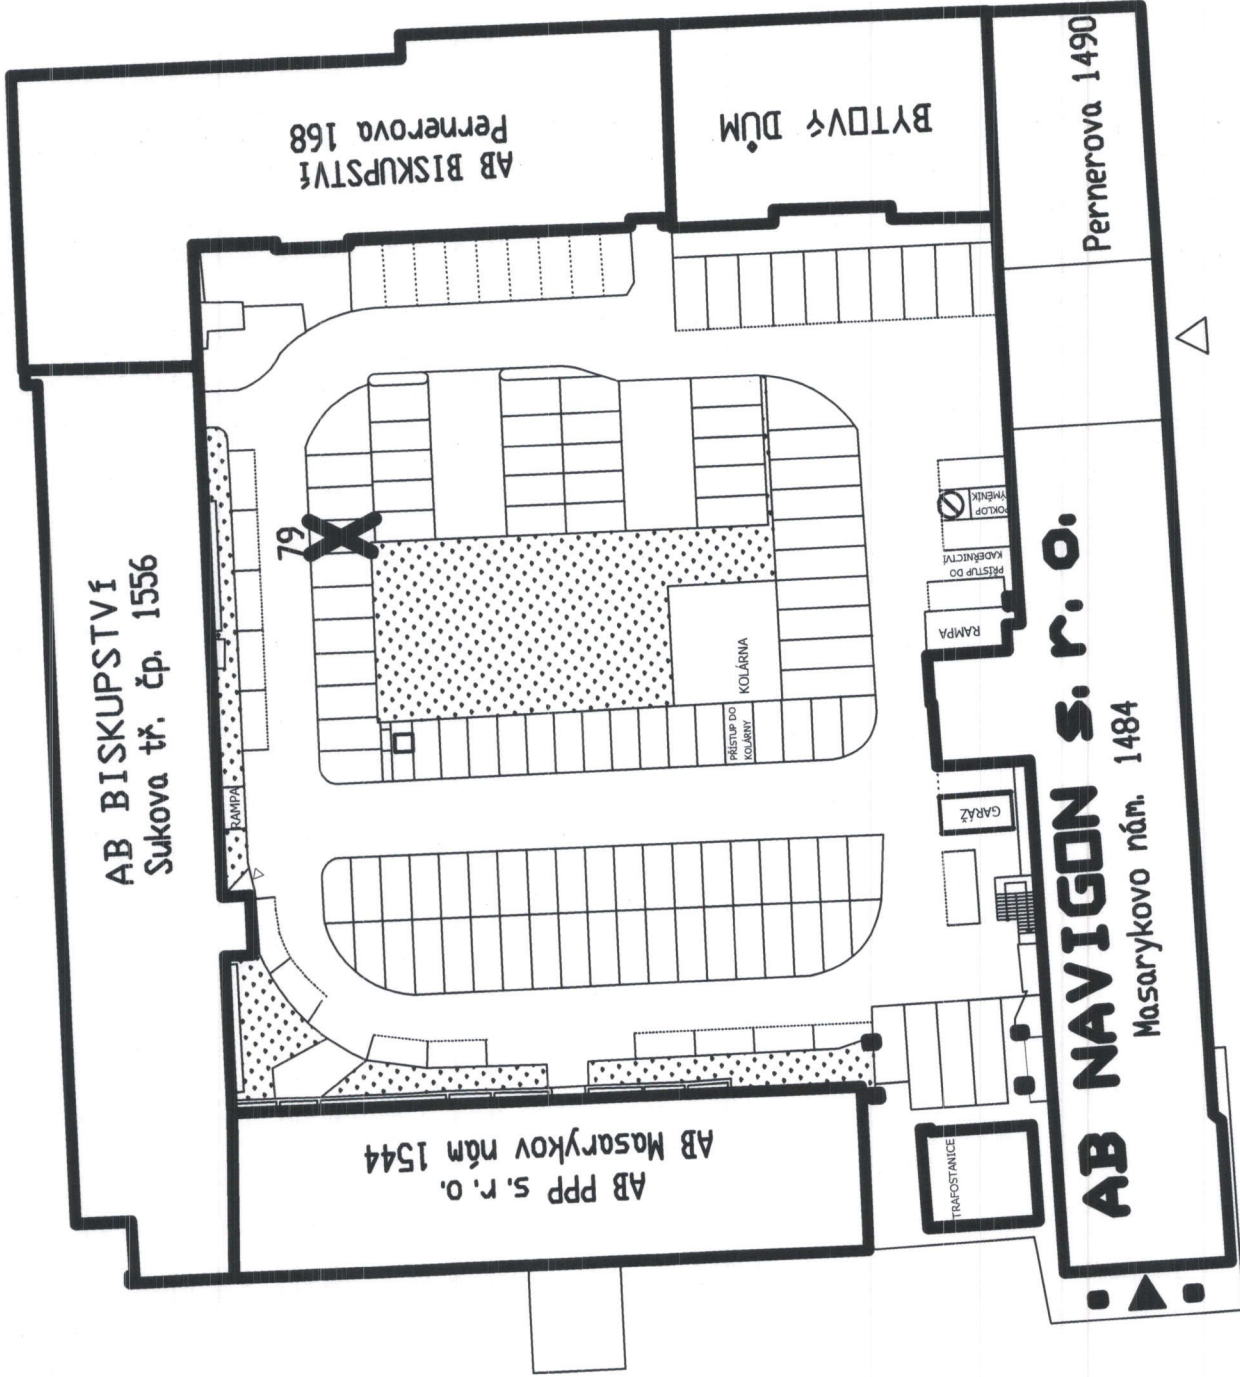 AB BISKUPSTVÍ
Pernerova 168
BYTOVÝ DŮM
Pernerova 1490
AB BISKUPSTVÍ
Sukova tř. čp. 1556
79
POKLOP
VÝMĚNÍK
PŘÍSTUP DO
KADEŘNICTVÍ
RAMPA
KOLÁRNA
PŘÍSTUP DO
KOLÁRNY
RAMPA
GARÁŽ
AB NAVIGON s. r. o.
Masarykovo nám. 1484
AB PPP s. r. o.
AB Masarykov nám 1544
TRAFOSTANICE